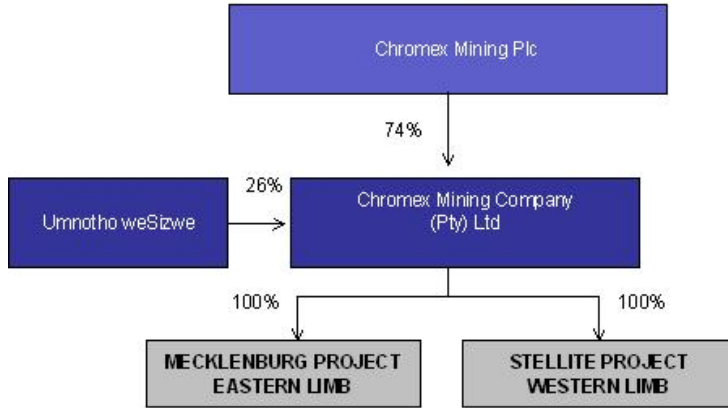 Chromex Mining Plc
74%
26%
Umnotho weSizwe
Chromex Mining Company
(Pty) Ltd
100%
100%
MECKLENBURG PROJECT
EASTERN LIMB
STELLITE PROJECT
WESTERN LIMB